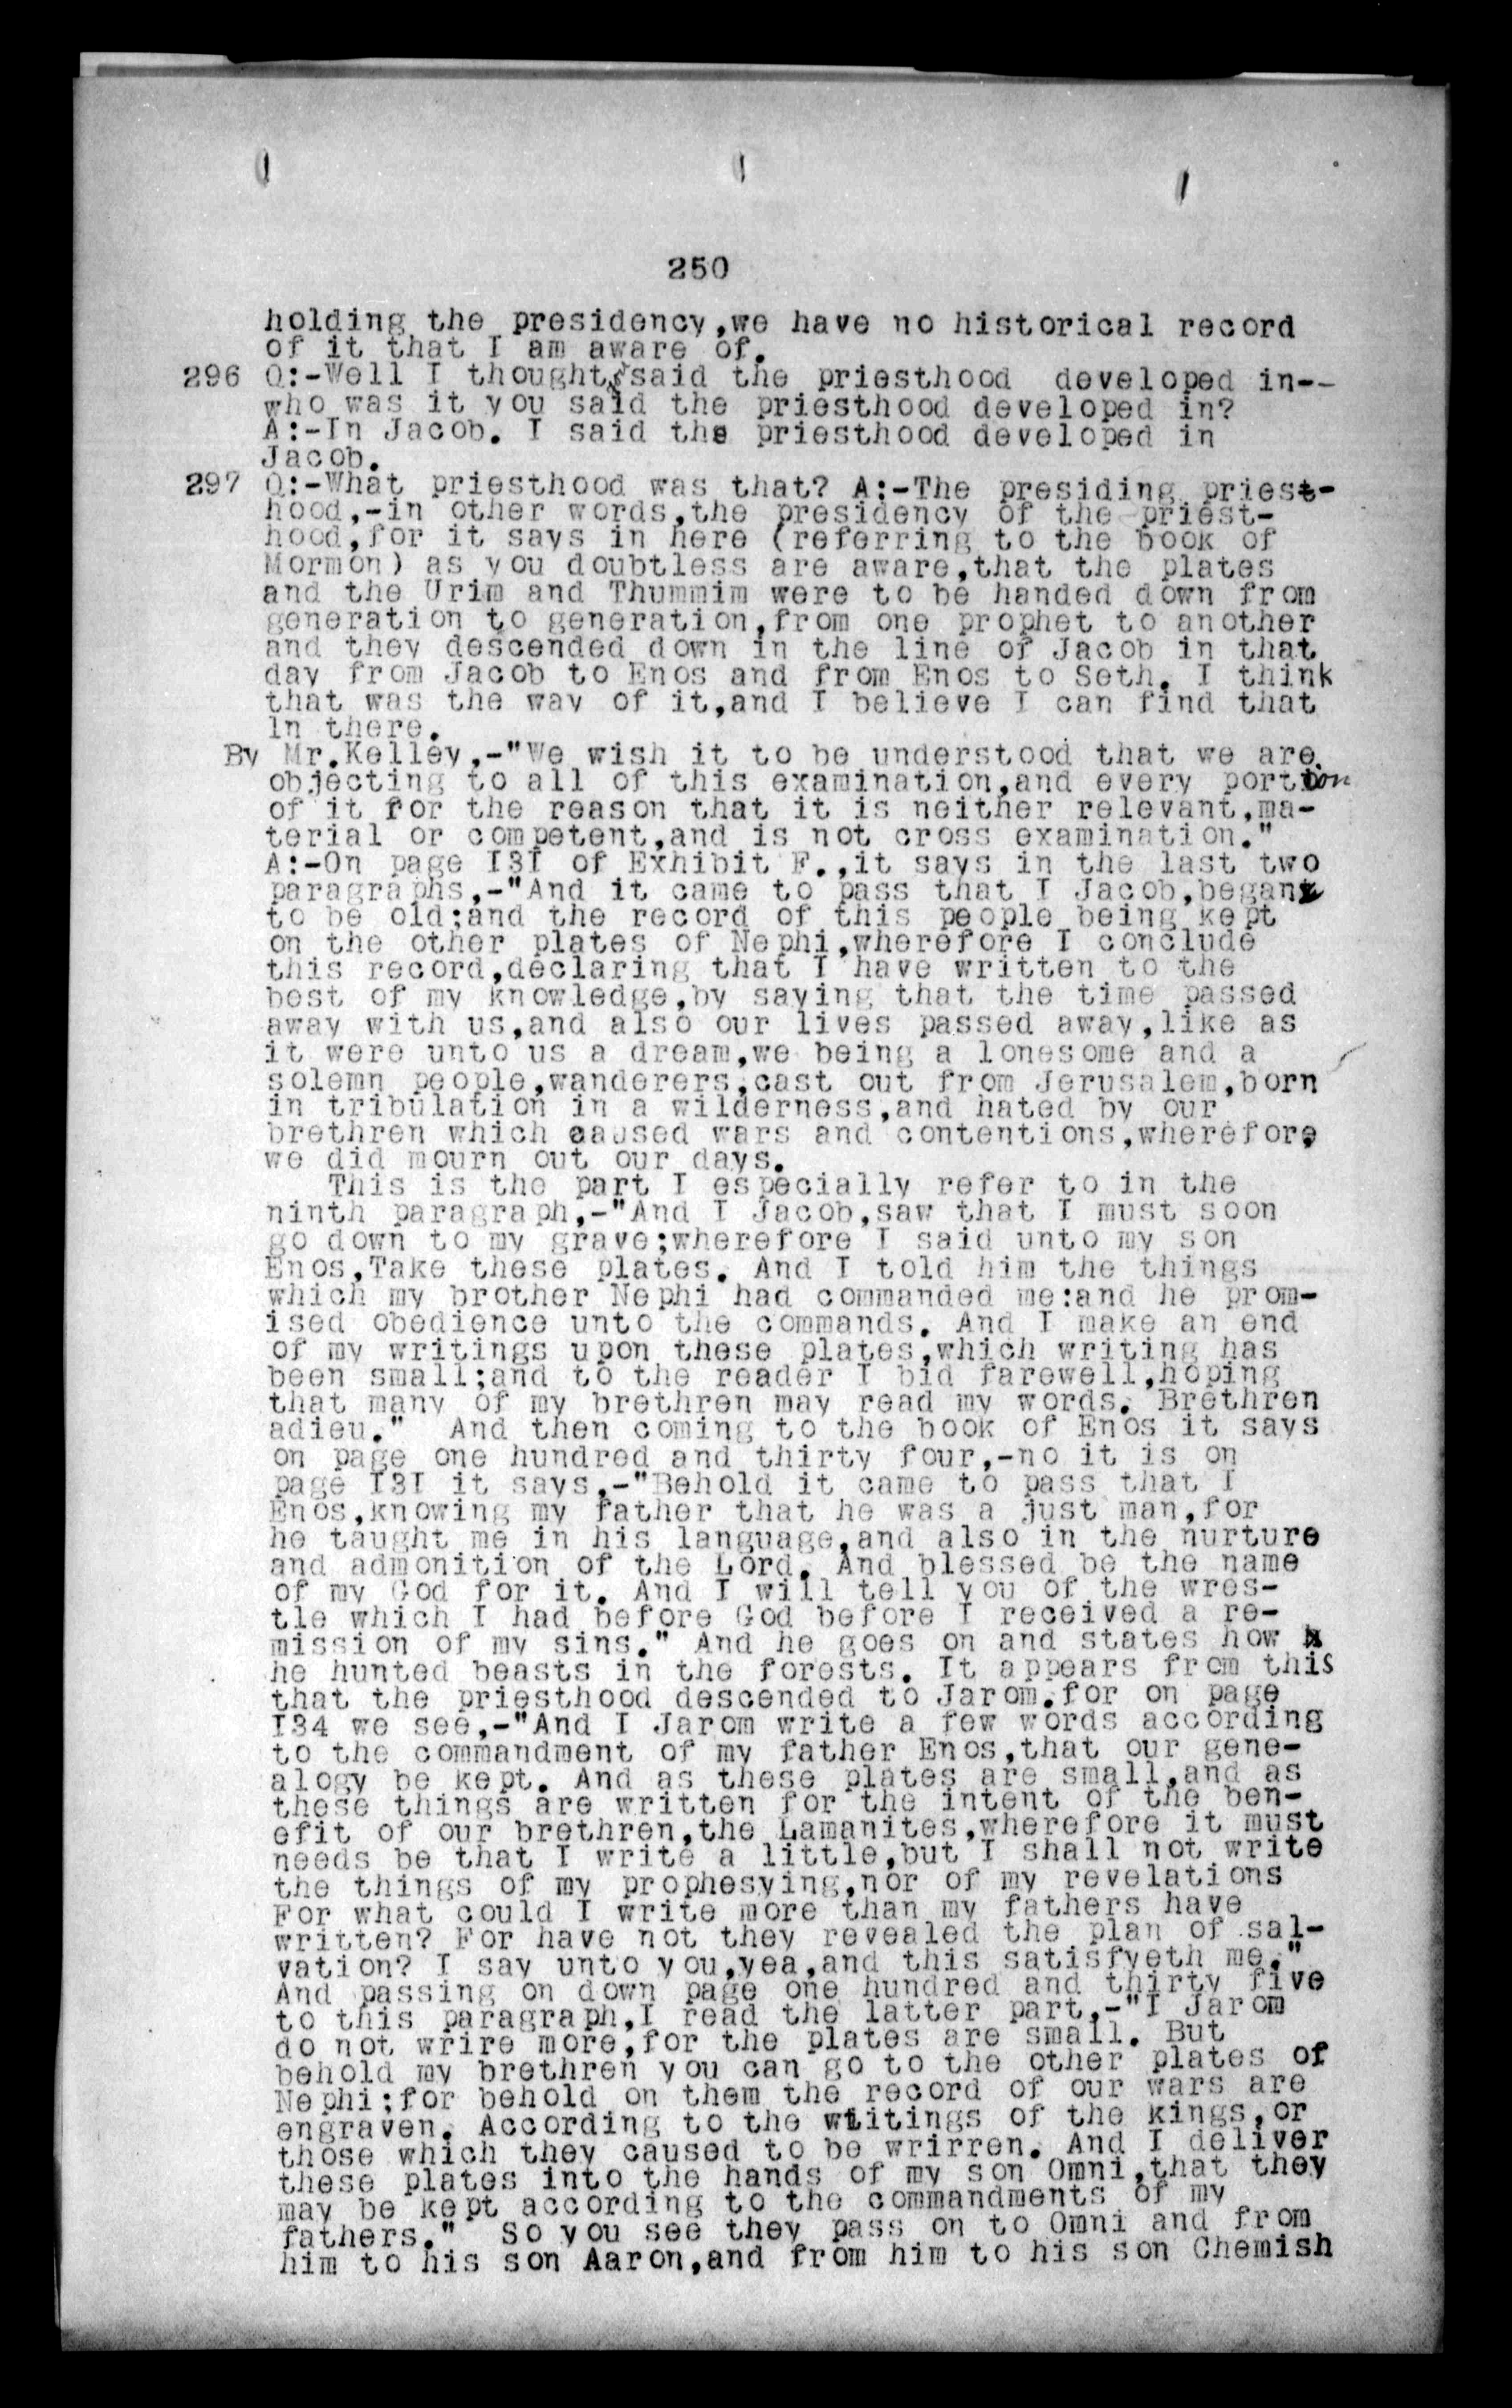 250
holding the presidency,we have no historical record
of it that I am aware of.
296 Q:-Well I thought said the priesthood developed in--
who was it you said the priesthood developed in?
A:-In Jacob. I said the priesthood developed in
Jacob.
297 Q:-What priesthood was that? A:-The presiding priest-
hood,-in other words,the presidency of the priest-
hood,for it says in here (referring to the book of
Mormon) as you doubtless are aware,that the plates
and the Urim and Thummim were to be handed down from
generation to generation,from one prophet to another
and they descended down in the line of Jacob in that
day from Jacob to Enos and from Enos to Seth. I think
that was the way of it,and I believe I can find that
in there.
By Mr.Kelley,-"We wish it to be understood that we are
objecting to all of this examination,and every portion
of it for the reason that it is neither relevant,ma-
terial or competent,and is not cross examination."
A:-On page I3I of Exhibit F.,it says in the last two
paragraphs,-"And it came to pass that I Jacob,began
to be old;and the record of this people being kept
on the other plates of Nephi,wherefore I conclude
this record,declaring that I have written to the
best of my knowledge,by saying that the time passed
away with us,and also our lives passed away,like as
it were unto us a dream,we being a lonesome and a
solemn people,wanderers,cast out from Jerusalem,born
in tribulation in a wilderness,and hated by our
brethren which caused wars and contentions,wherefore
we did mourn out our days.
This is the part I especially refer to in the
ninth paragraph,-"And I Jacob,saw that I must soon
go down to my grave;wherefore I said unto my son
Enos,Take these plates. And I told him the things
which my brother Nephi had commanded me:and he prom-
ised obedience unto the commands. And I make an end
of my writings upon these plates,which writing has
been small;and to the reader I bid farewell,hoping
that many of my brethren may read my words. Brethren
adieu." And then coming to the book of Enos it says
on page one hundred and thirty four,-no it is on
page I3I it says,-"Behold it came to pass that I
Enos,knowing my father that he was a just man,for
he taught me in his language,and also in the nurture
and admonition of the Lord. And blessed be the name
of my God for it. And I will tell you of the wres-
tle which I had before God before I received a re-
mission of my sins." And he goes on and states how
he hunted beasts in the forests. It appears from this
that the priesthood descended to Jarom.for on page
I34 we see,-"And I Jarom write a few words according
to the commandment of my father Enos,that our gene-
alogy be kept. And as these plates are small,and as
these things are written for the intent of the ben-
efit of our brethren,the Lamanites,wherefore it must
needs be that I write a little,but I shall not write
the things of my prophesying,nor of my revelations
For what could I write more than my fathers have
written? For have not they revealed the plan of sal-
vation? I say unto you,yea,and this satisfyeth me."
And passing on down page one hundred and thirty five
to this paragraph,I read the latter part,-"I Jarom
do not wrire more,for the plates are small. But
behold my brethren you can go to the other plates of
Nephi;for behold on them the record of our wars are
engraven. According to the wtitings of the kings,or
those which they caused to be wrirren. And I deliver
these plates into the hands of my son Omni,that they
may be kept according to the commandments of my
fathers." So you see they pass on to Omni and from
him to his son Aaron,and from him to his son Chemish